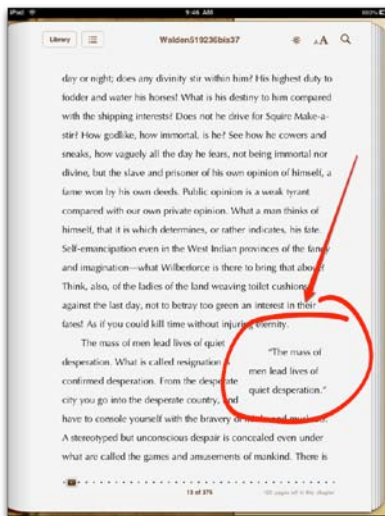 iPad
9:46 AM
100%
Library
Walden519236bis37
AA
day or night; does any divinity stir within him? His highest duty to
fodder and water his horses! What is his destiny to him compared
with the shipping interests? Does not he drive for Squire Make-a-
stir? How godlike, how immortal, is he? See how he cowers and
sneaks, how vaguely all the day he fears, not being immortal nor
divine, but the slave and prisoner of his own opinion of himself, a
fame won by his own deeds. Public opinion is a weak tyrant
compared with our own private opinion. What a man thinks of
himself, that it is which determines, or rather indicates, his fate.
Self-emancipation even in the West Indian provinces of the fancy
and imagination—what Wilberforce is there to bring that about?
Think, also, of the ladies of the land weaving toilet cushions
against the last day, not to betray too green an interest in their
fates! As if you could kill time without injuring eternity.
The mass of men lead lives of quiet
desperation. What is called resignation is
confirmed desperation. From the desperate
city you go into the desperate country, and
"The mass of
men lead lives of
quiet desperation."
have to console yourself with the bravery of
A stereotyped but unconscious despair is concealed even under
what are called the games and amusements of mankind. There is
13 of 376
pages left in this chapter